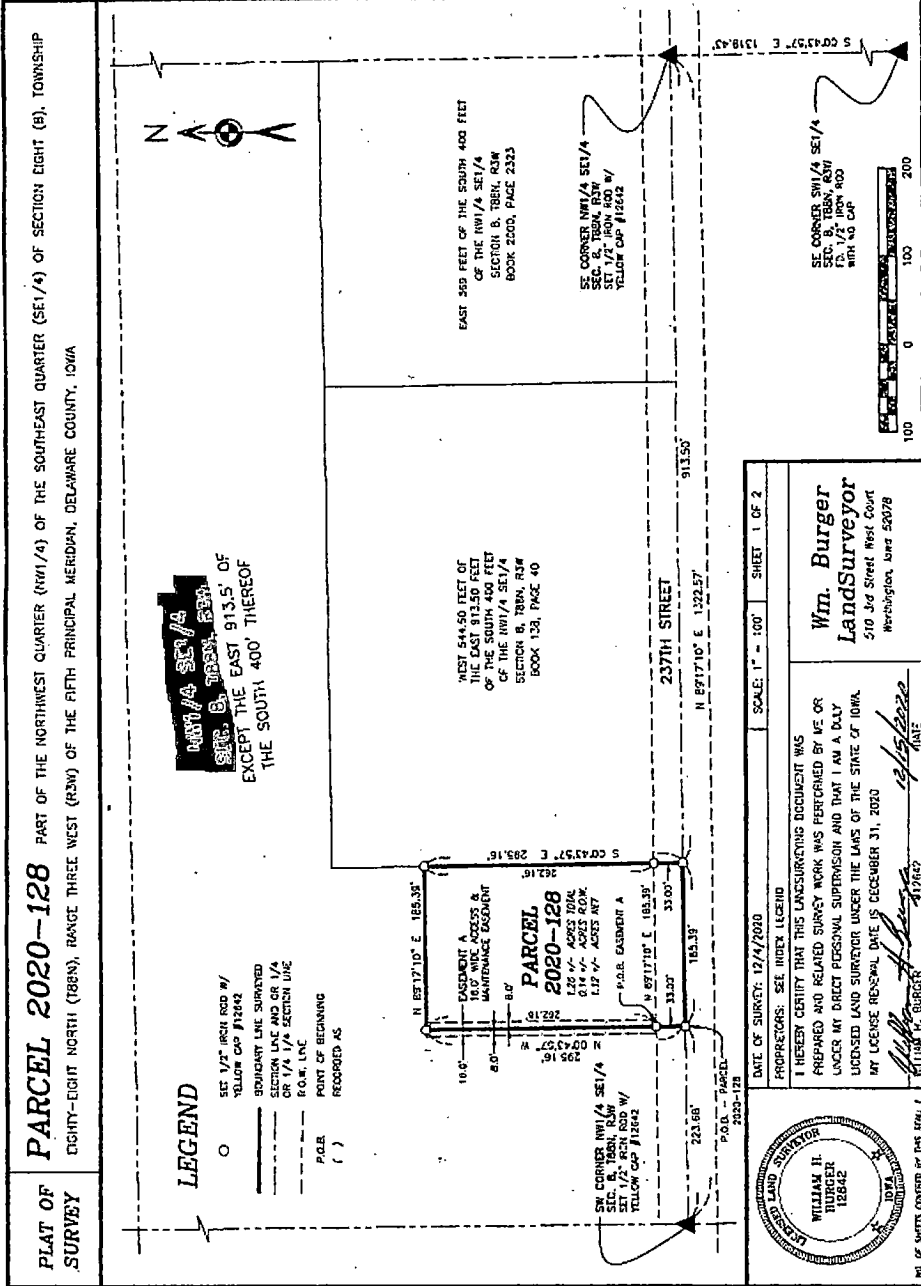 PLAT OF
SURVEY
PARCEL 2020-128 PART OF THE NORTHWEST QUARTER (NW1/4) OF THE SOUTHEAST QUARTER (SE1/4) OF SECTION EIGHT (8), TOWNSHIP
EIGHTY-EIGHT NORTH (T88N), RANGE THREE WEST (R3W) OF THE FIFTH PRINCIPAL MERIDIAN, DELAWARE COUNTY, IOWA
N
NW1/4 SE1/4
SEC. 8, T88N, R3W
EXCEPT THE EAST 913.5' OF
THE SOUTH 400' THEREOF
LEGEND
SET 1/2" IRON ROD W/
YELLOW CAP #12642
BOUNDARY LINE SURVEYED
SECTION LINE AND OR 1/4
OR 1/4 1/4 SECTION LINE
R.O.W. LINE
P.O.B. POINT OF BEGINNING
( ) RECORDED AS
EAST 369 FEET OF THE SOUTH 400 FEET
OF THE NW1/4 SE1/4
SECTION 8, T88N, R3W
BOOK 2000, PAGE 2323
WEST 544.50 FEET OF
THE EAST 913.50 FEET
OF THE SOUTH 400 FEET
OF THE NW1/4 SE1/4
SECTION 8, T88N, R3W
BOOK 138, PAGE 40
N 89°17'10" E 185.39'
EASEMENT A
16.0' WIDE ACCESS &
MAINTENANCE EASEMENT
10.0'
8.0'
8.0'
PARCEL
2020-128
1.26 +/- ACRES TOTAL
0.14 +/- ACRES R.O.W.
1.12 +/- ACRES NET
P.O.B. EASEMENT A
N 89°17'10" E 185.39'
33.00'
33.00'
185.39'
N 00°43'57" W
295.16'
262.16'
S 00°43'57" E 295.16'
262.16'
SW CORNER NW1/4 SE1/4
SEC. 8, T88N, R3W
SET 1/2" IRON ROD W/
YELLOW CAP #12642
223.68'
P.O.B. - PARCEL
2020-128
237TH STREET
913.50'
N 89°17'10" E 1322.57'
SE CORNER NW1/4 SE1/4
SEC. 8, T88N, R3W
SET 1/2" IRON ROD W/
YELLOW CAP #12642
S 00°43'57" E 1319.43'
SE CORNER SW1/4 SE1/4
SEC. 8, T88N, R3W
FD. 1/2" IRON ROD
WITH NO CAP
100 0 100 200
LICENSED LAND SURVEYOR
WILLIAM H.
BURGER
12842
IOWA
DATE OF SURVEY: 12/4/2020
SCALE: 1" = 100'
SHEET 1 OF 2
PROPRIETORS: SEE INDEX LEGEND
I HEREBY CERTIFY THAT THIS LANDSURVEYING DOCUMENT WAS
PREPARED AND RELATED SURVEY WORK WAS PERFORMED BY ME OR
UNDER MY DIRECT PERSONAL SUPERVISION AND THAT I AM A DULY
LICENSED LAND SURVEYOR UNDER THE LAWS OF THE STATE OF IOWA.
MY LICENSE RENEWAL DATE IS DECEMBER 31, 2020
12/15/2020
WILLIAM H. BURGER #12642 DATE
Wm. Burger
LandSurveyor
510 3rd Street West Court
Worthington, Iowa 52078
OF SHEETS COVERED BY THIS SEAL: